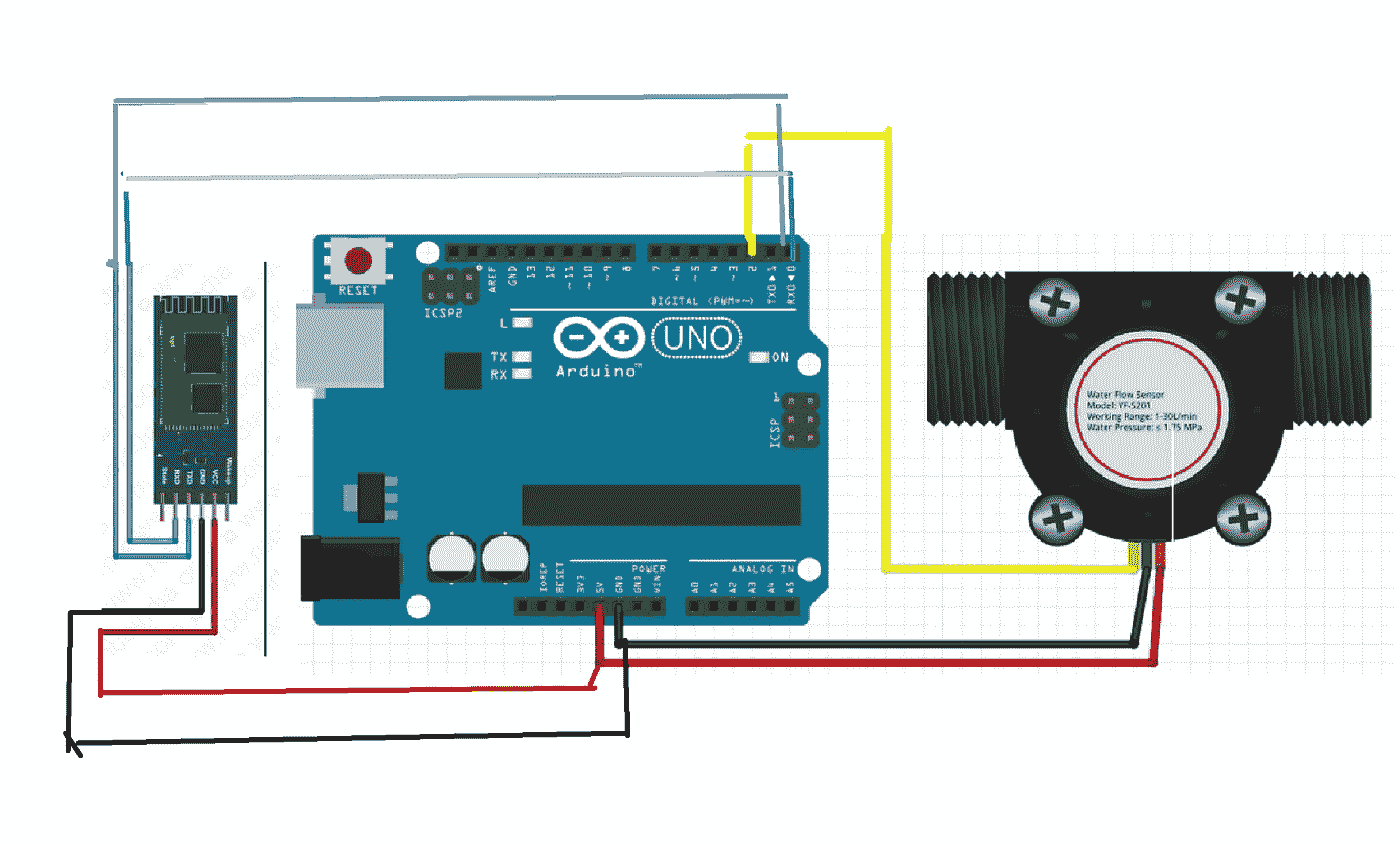 RESET
ICSP2
AREF
GND
13
12
~11
~10
~9
8
7
~6
~5
4
~3
2
TX0►1
RX0◄0
DIGITAL (PWM=~)
L
TX
RX
UNO
Arduino™
ON
1
ICSP
State
RXD
TXD
GND
VCC
IOREF
RESET
3V3
5V
GND
GND
VIN
POWER
ANALOG IN
A0
A1
A2
A3
A4
A5
Water Flow Sensor
Model: YF-S201
Working Range: 1-30L/min
Water Pressure: ≤ 1.75 MPa